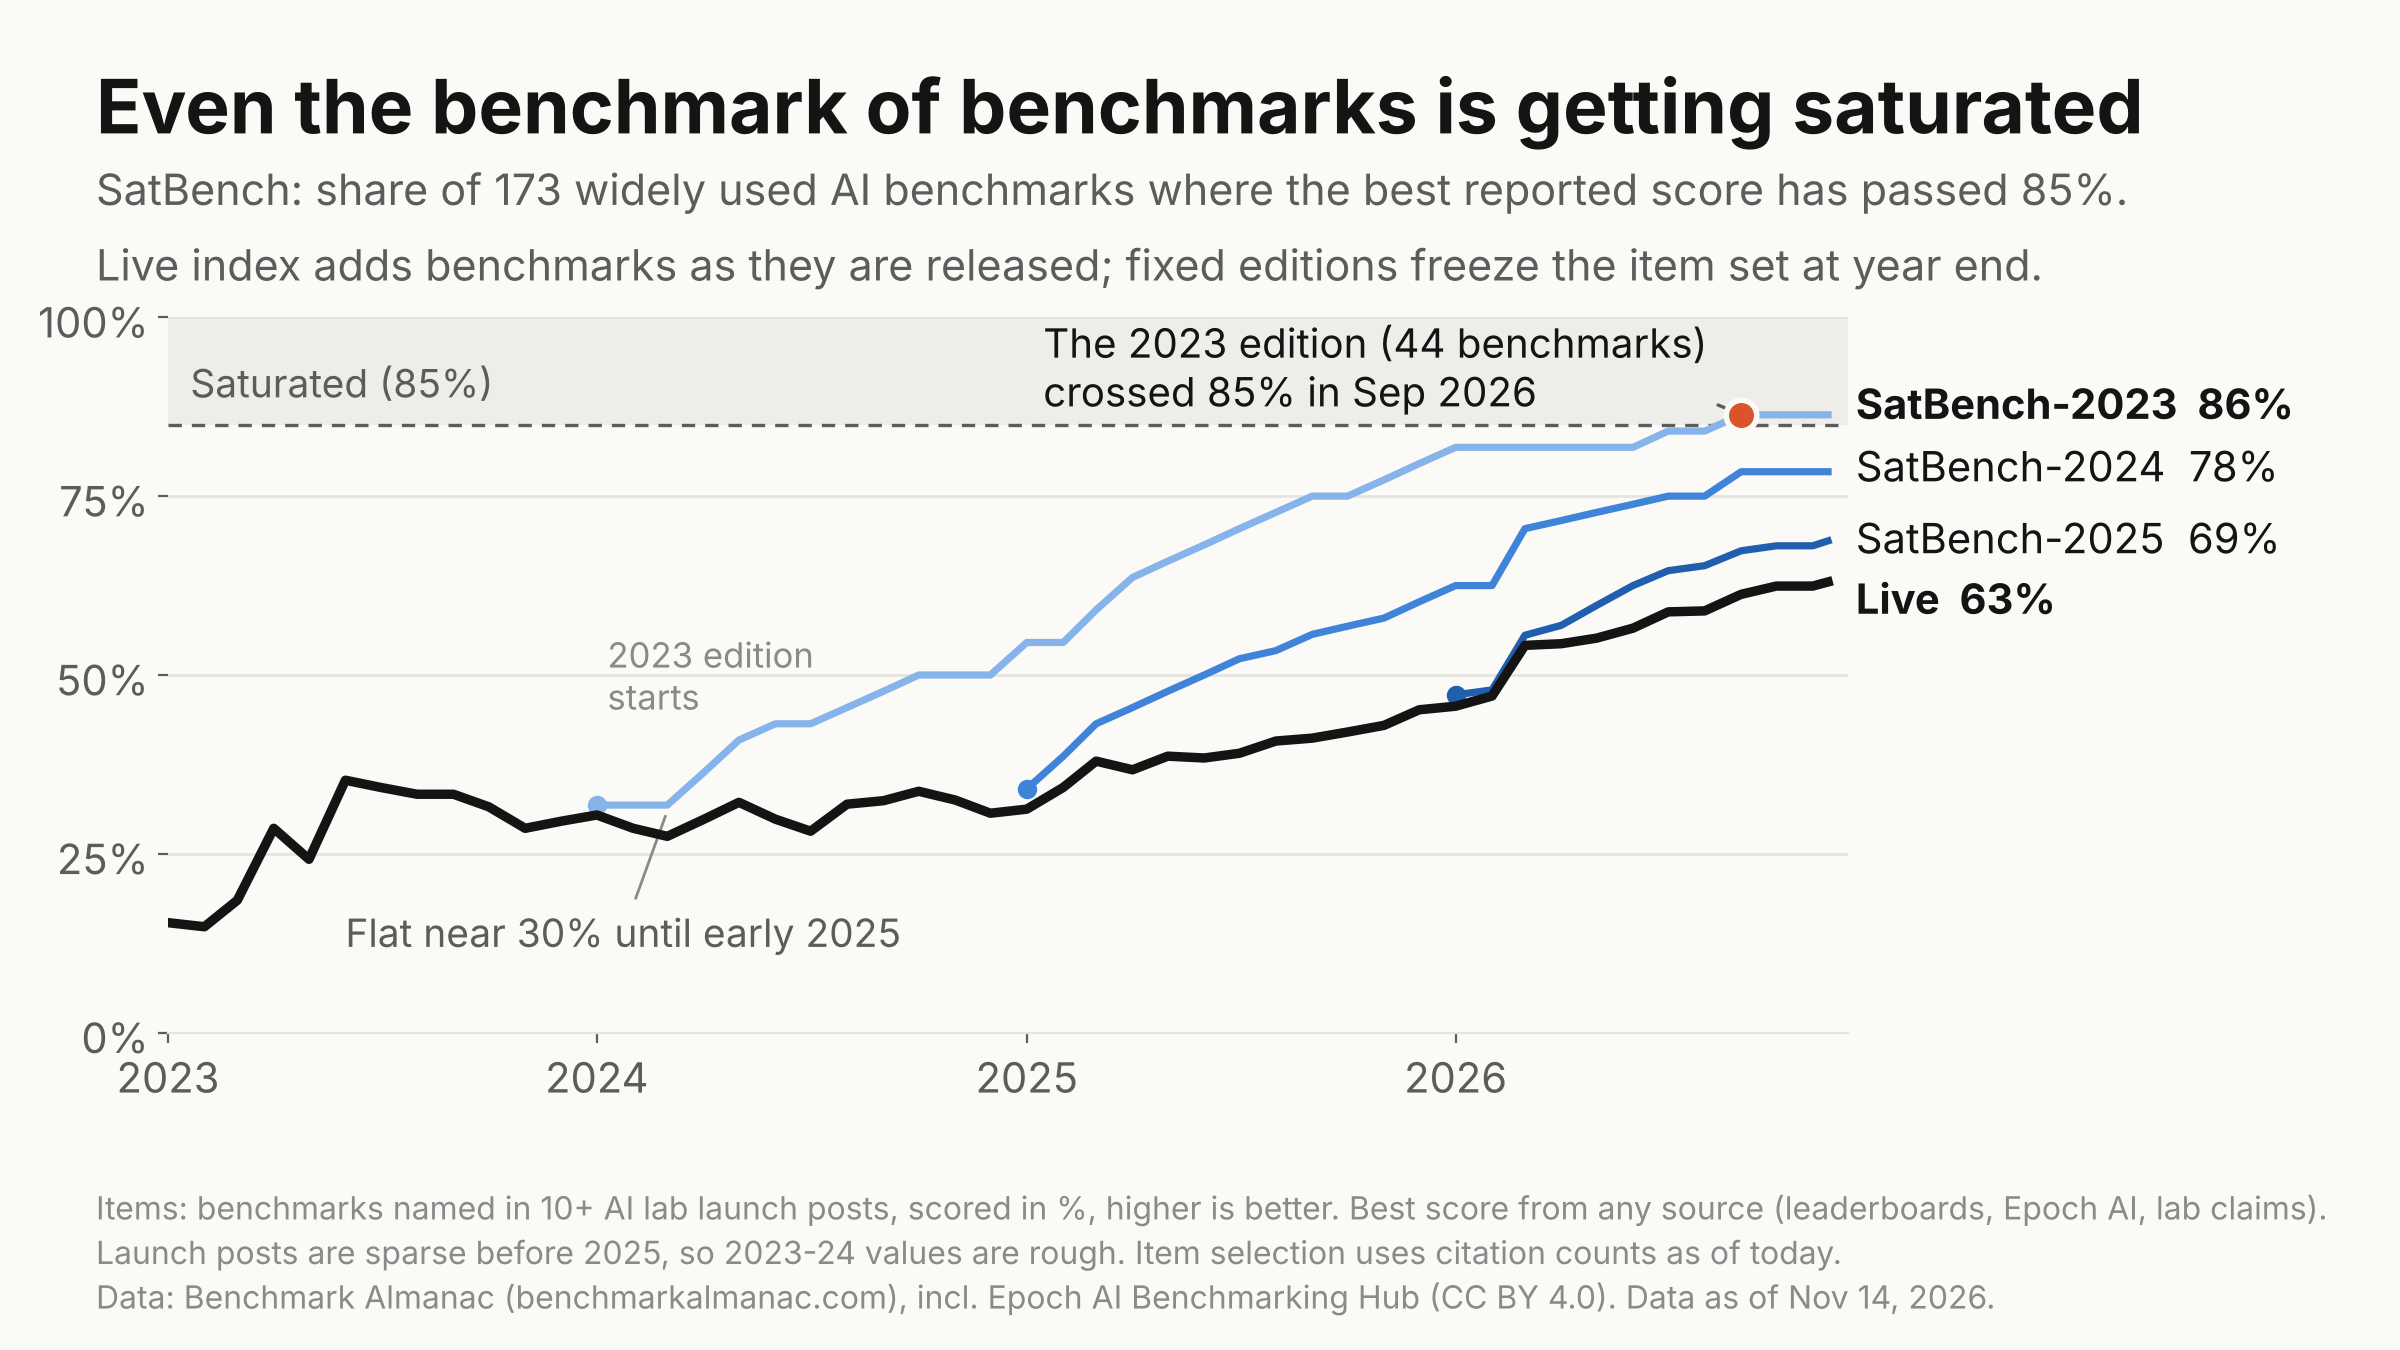 Even the benchmark of benchmarks is getting saturated
SatBench: share of 173 widely used AI benchmarks where the best reported score has passed 85%.
Live index adds benchmarks as they are released; fixed editions freeze the item set at year end.
100%
The 2023 edition (44 benchmarks)
crossed 85% in Sep 2026
Saturated (85%)
SatBench-2023 86%
SatBench-2024 78%
75%
SatBench-2025 69%
Live 63%
2023 edition
starts
50%
25%
Flat near 30% until early 2025
0%
2023
2024
2025
2026
Items: benchmarks named in 10+ AI lab launch posts, scored in %, higher is better. Best score from any source (leaderboards, Epoch AI, lab claims).
Launch posts are sparse before 2025, so 2023-24 values are rough. Item selection uses citation counts as of today.
Data: Benchmark Almanac (benchmarkalmanac.com), incl. Epoch AI Benchmarking Hub (CC BY 4.0). Data as of Nov 14, 2026.